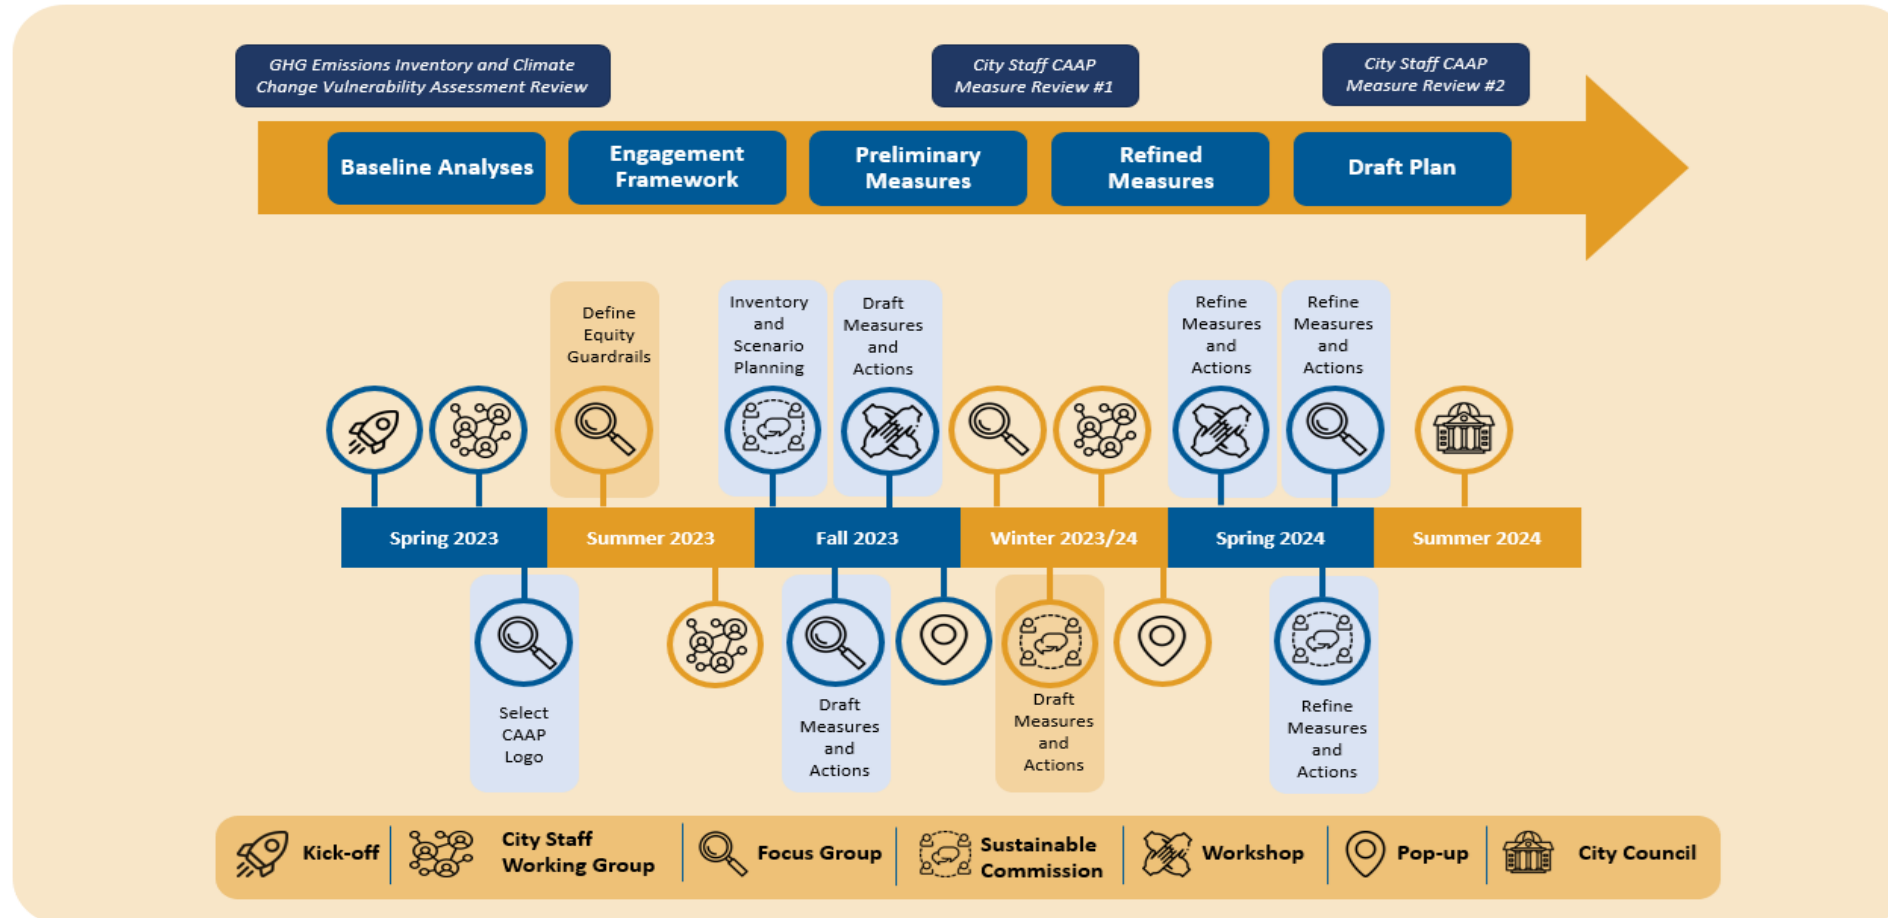 GHG Emissions Inventory and Climate
Change Vulnerability Assessment Review
City Staff CAAP
Measure Review #1
City Staff CAAP
Measure Review #2
Baseline Analyses
Engagement
Framework
Preliminary
Measures
Refined
Measures
Draft Plan
Define
Equity
Guardrails
Inventory
and
Scenario
Planning
Draft
Measures
and
Actions
Refine
Measures
and
Actions
Refine
Measures
and
Actions
Spring 2023
Summer 2023
Fall 2023
Winter 2023/24
Spring 2024
Summer 2024
Select
CAAP
Logo
Draft
Measures
and
Actions
Draft
Measures
and
Actions
Refine
Measures
and
Actions
Kick-off
City Staff
Working Group
Focus Group
Sustainable
Commission
Workshop
Pop-up
City Council